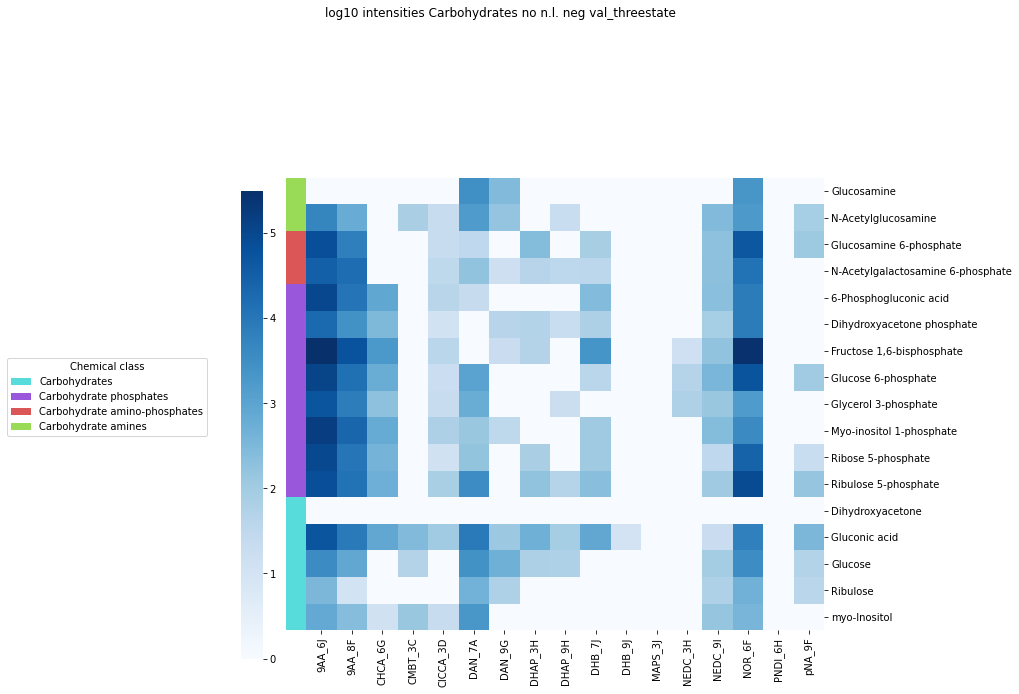 log10 intensities Carbohydrates no n.l. neg val_threestate
Glucosamine
N-Acetylglucosamine
Glucosamine 6-phosphate
N-Acetylgalactosamine 6-phosphate
6-Phosphogluconic acid
Dihydroxyacetone phosphate
Fructose 1,6-bisphosphate
Glucose 6-phosphate
Glycerol 3-phosphate
Myo-inositol 1-phosphate
Ribose 5-phosphate
Ribulose 5-phosphate
Dihydroxyacetone
Gluconic acid
Glucose
Ribulose
myo-Inositol
5
4
3
2
1
0
Chemical class
Carbohydrates
Carbohydrate phosphates
Carbohydrate amino-phosphates
Carbohydrate amines
9AA_6J
9AA_8F
CHCA_6G
CMBT_3C
ClCCA_3D
DAN_7A
DAN_9G
DHAP_3H
DHAP_9H
DHB_7J
DHB_9J
MAPS_3J
NEDC_3H
NEDC_9I
NOR_6F
PNDI_6H
pNA_9F